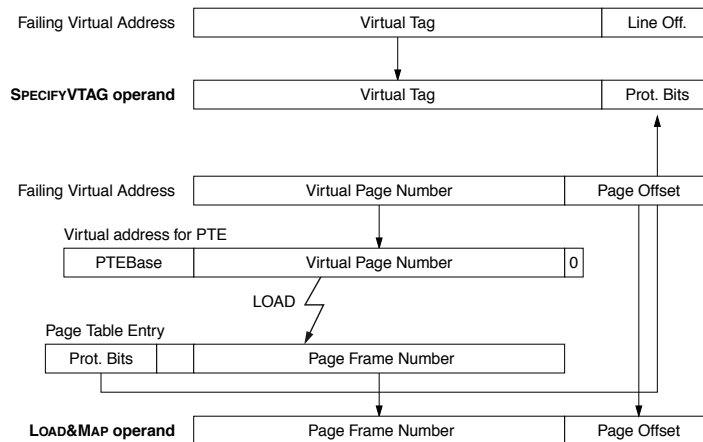 Failing Virtual Address Virtual Tag Line Off.
SPECIFYVTAG operand Virtual Tag Prot. Bits
Failing Virtual Address Virtual Page Number Page Offset
Virtual address for PTE
PTEBase Virtual Page Number 0
LOAD
Page Table Entry
Prot. Bits Page Frame Number
LOAD&MAP operand Page Frame Number Page Offset